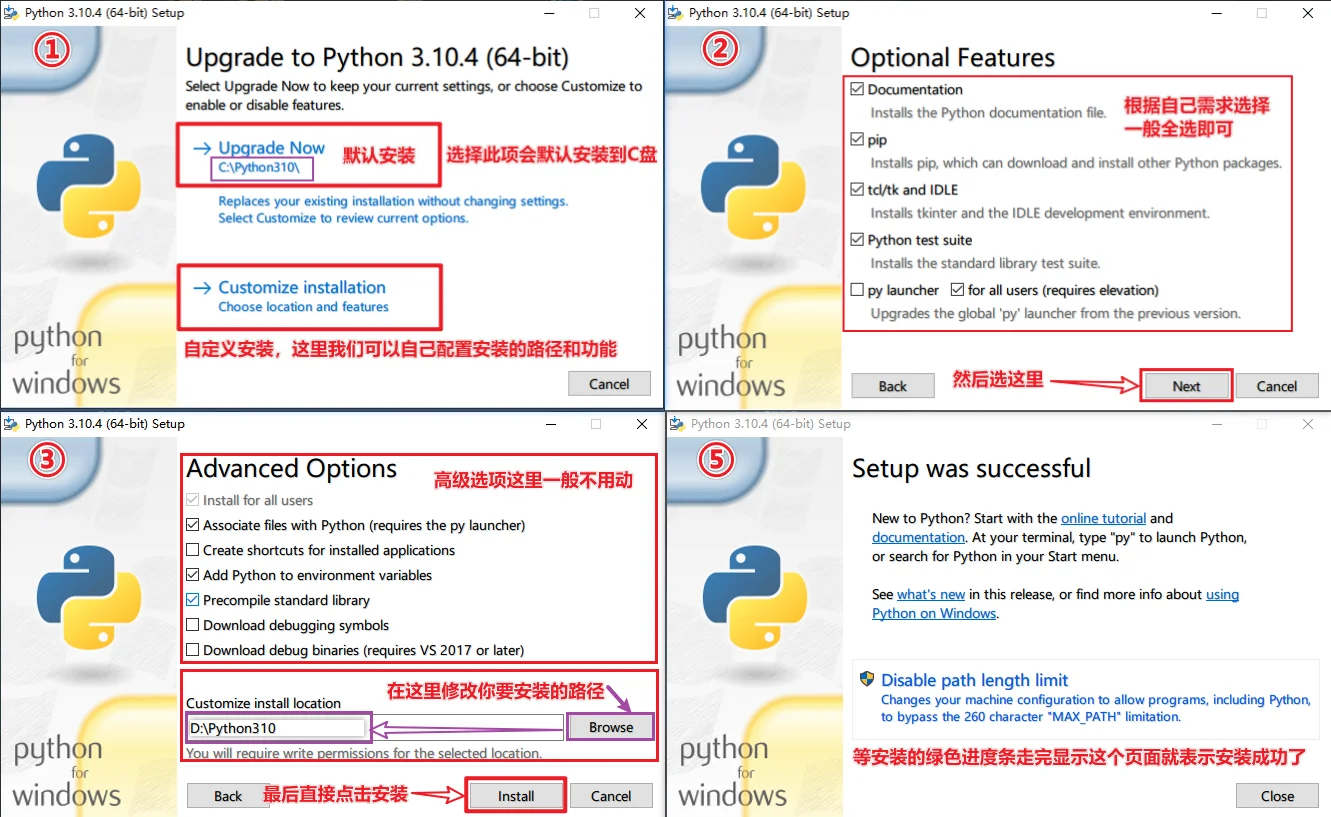 Python 3.10.4 (64-bit) Setup
①
Upgrade to Python 3.10.4 (64-bit)
Select Upgrade Now to keep your current settings, or choose Customize to
enable or disable features.
Upgrade Now
C:\Python310\
默认安装
选择此项会默认安装到C盘
Replaces your existing installation without changing settings.
Select Customize to review current options.
Customize installation
Choose location and features
自定义安装，这里我们可以自己配置安装的路径和功能
python
for
windows
Cancel
Python 3.10.4 (64-bit) Setup
②
Optional Features
Documentation
Installs the Python documentation file.
根据自己需求选择
一般全选即可
pip
Installs pip, which can download and install other Python packages.
tcl/tk and IDLE
Installs tkinter and the IDLE development environment.
Python test suite
Installs the standard library test suite.
py launcher for all users (requires elevation)
Upgrades the global 'py' launcher from the previous version.
python
for
windows
Back
然后选这里
Next
Cancel
Python 3.10.4 (64-bit) Setup
③
Advanced Options
高级选项这里一般不用动
Install for all users
Associate files with Python (requires the py launcher)
Create shortcuts for installed applications
Add Python to environment variables
Precompile standard library
Download debugging symbols
Download debug binaries (requires VS 2017 or later)
在这里修改你要安装的路径
Customize install location
D:\Python310
Browse
You will require write permissions for the selected location.
python
for
windows
Back
最后直接点击安装
Install
Cancel
Python 3.10.4 (64-bit) Setup
⑤
Setup was successful
New to Python? Start with the online tutorial and
documentation. At your terminal, type "py" to launch Python,
or search for Python in your Start menu.
See what's new in this release, or find more info about using
Python on Windows.
Disable path length limit
Changes your machine configuration to allow programs, including Python,
to bypass the 260 character "MAX_PATH" limitation.
等安装的绿色进度条走完显示这个页面就表示安装成功了
python
for
windows
Close